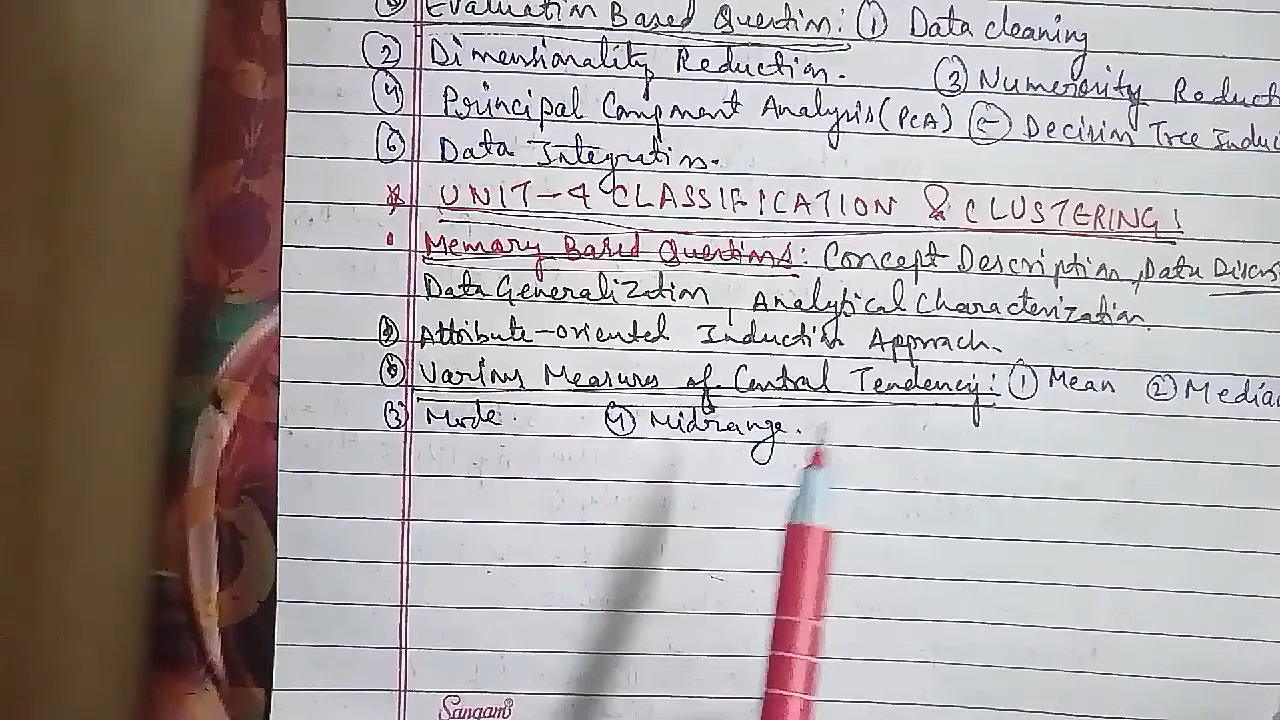 Evaluation Based Question: ① Data cleaning
② Dimensionality Reduction. ③ Numerosity Reduct
④ Principal Component Analysis (PCA) Decision Tree Induc
⑥ Data Integration.
* UNIT-4 CLASSIFICATION & CLUSTERING!
• Memory Based Questions: Concept Description, Data Discr
Data Generalization, Analytical Characterization.
Attribute-oriented Induction Approach.
Various Measures of Central Tendency: ① Mean ② Media
③ Mode. ④ Midrange.
Sangam